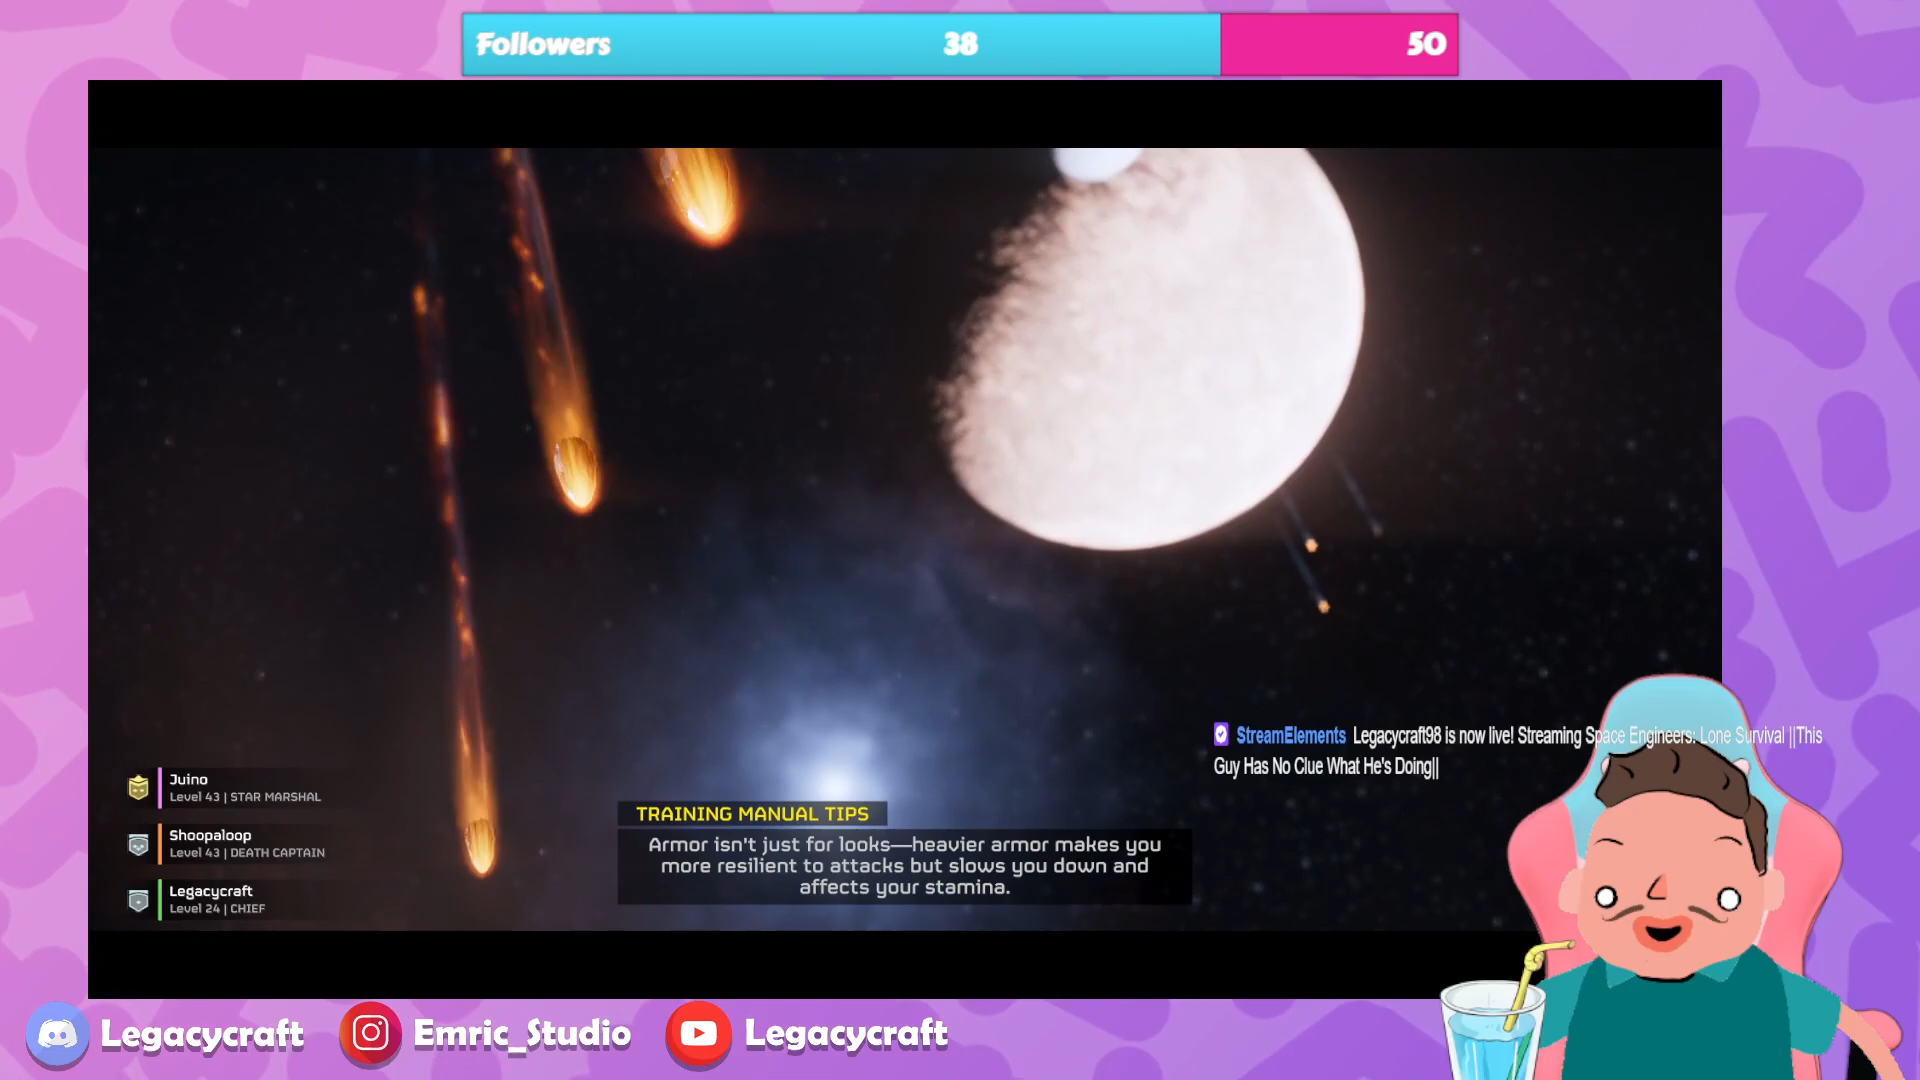 Followers 38 50
Juino
Level 43 | STAR MARSHAL
Shoopaloop
Level 43 | DEATH CAPTAIN
Legacycraft
Level 24 | CHIEF
TRAINING MANUAL TIPS
Armor isn't just for looks—heavier armor makes you
more resilient to attacks but slows you down and
affects your stamina.
StreamElements Legacycraft98 is now live! Streaming Space Engineers: Lone Survival ||This
Guy Has No Clue What He's Doing||
Legacycraft Emric_Studio Legacycraft